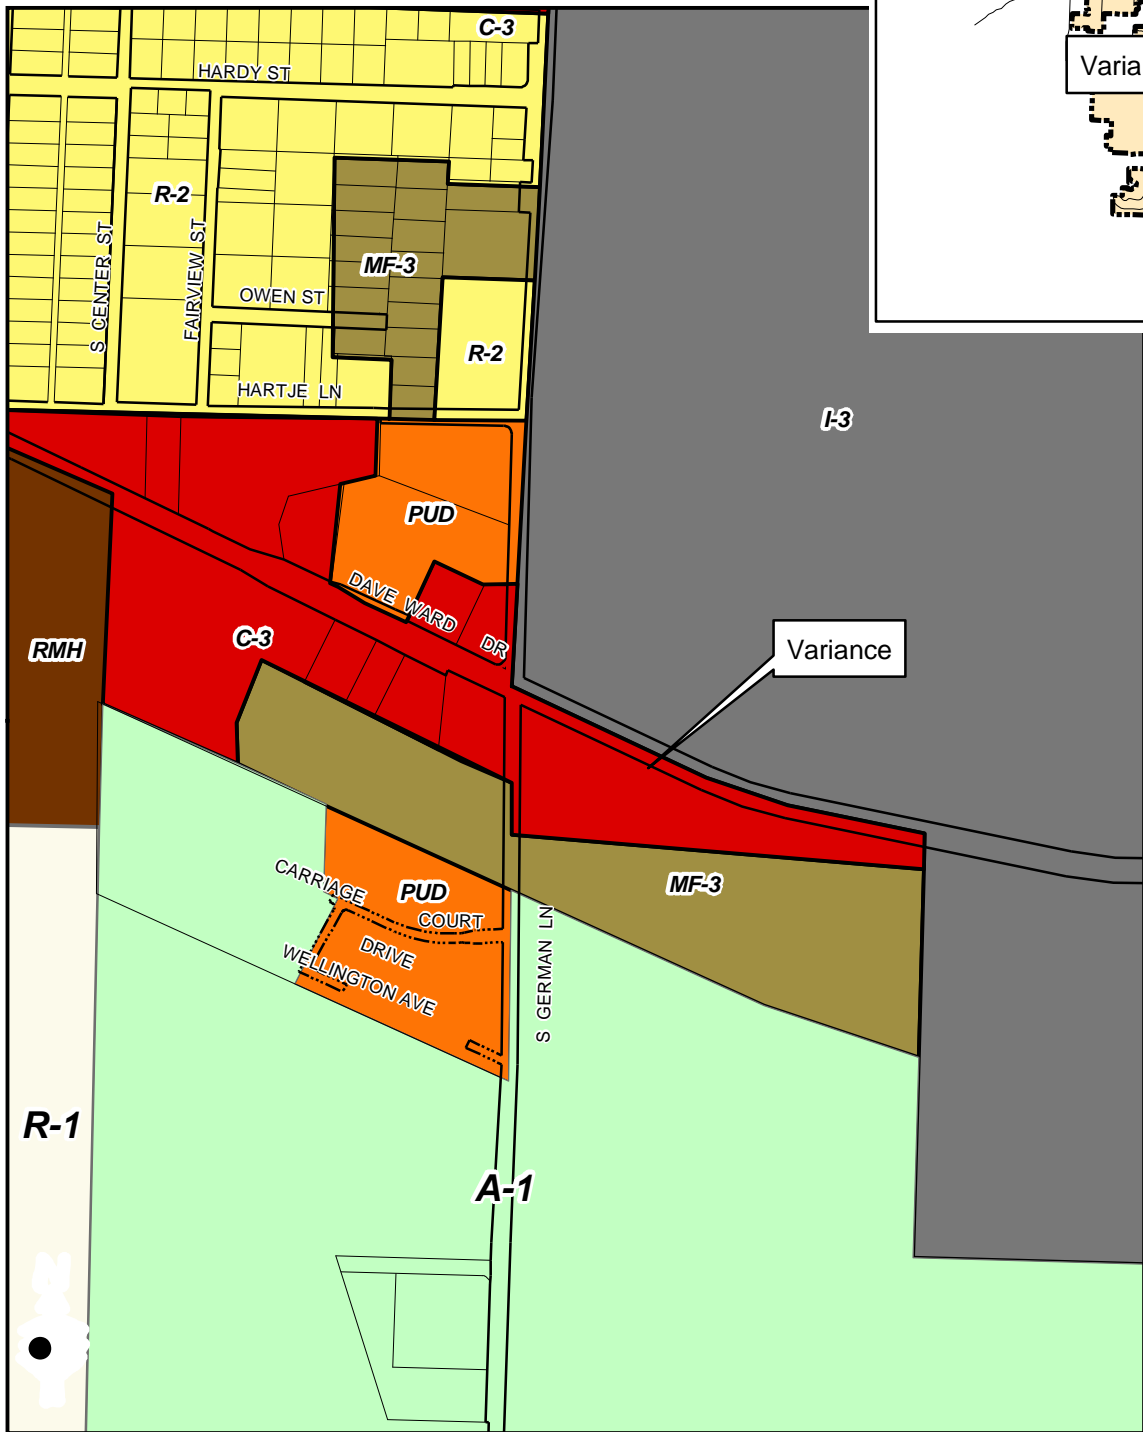 C-3
Varia
HARDY ST
R-2
S CENTER ST
FAIRVIEW ST
MF-3
OWEN ST
R-2
HARTJE LN
I-3
PUD
DAVE WARD DR
C-3
RMH
Variance
CARRIAGE COURT
PUD
MF-3
DRIVE
WELLINGTON AVE
S GERMAN LN
R-1
A-1